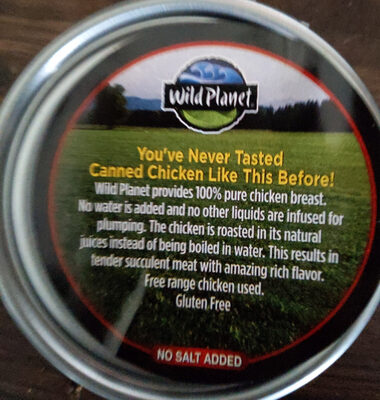 Wild Planet
You've Never Tasted
Canned Chicken Like This Before!
Wild Planet provides 100% pure chicken breast.
No water is added and no other liquids are infused for
plumping. The chicken is roasted in its natural
juices instead of being boiled in water. This results in
tender succulent meat with amazing rich flavor.
Free range chicken used.
Gluten Free
NO SALT ADDED